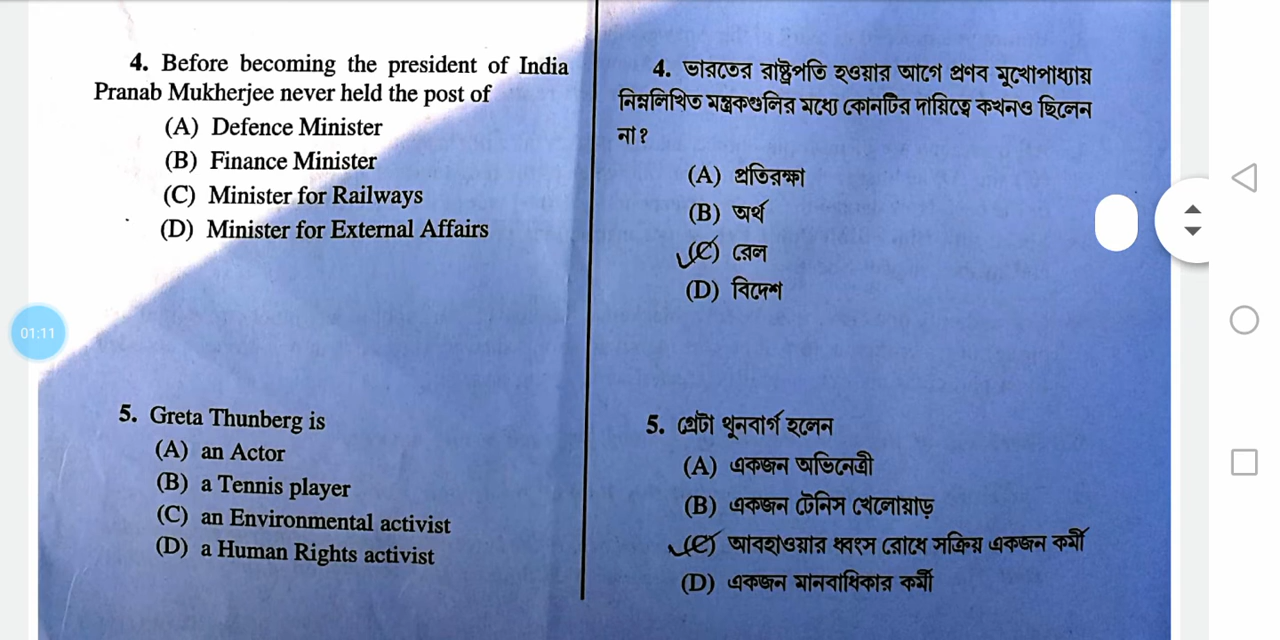 4. Before becoming the president of India
Pranab Mukherjee never held the post of
(A) Defence Minister
(B) Finance Minister
(C) Minister for Railways
(D) Minister for External Affairs
5. Greta Thunberg is
(A) an Actor
(B) a Tennis player
(C) an Environmental activist
(D) a Human Rights activist
4. ভারতের রাষ্ট্রপতি হওয়ার আগে প্রণব মুখোপাধ্যায়
নিম্নলিখিত মন্ত্রকগুলির মধ্যে কোনটির দায়িত্বে কখনও ছিলেন
না?
(A) প্রতিরক্ষা
(B) অর্থ
(C) রেল
(D) বিদেশ
5. গ্রেটা থুনবার্গ হলেন
(A) একজন অভিনেত্রী
(B) একজন টেনিস খেলোয়াড়
(C) আবহাওয়ার ধ্বংস রোধে সক্রিয় একজন কর্মী
(D) একজন মানবাধিকার কর্মী
01:11